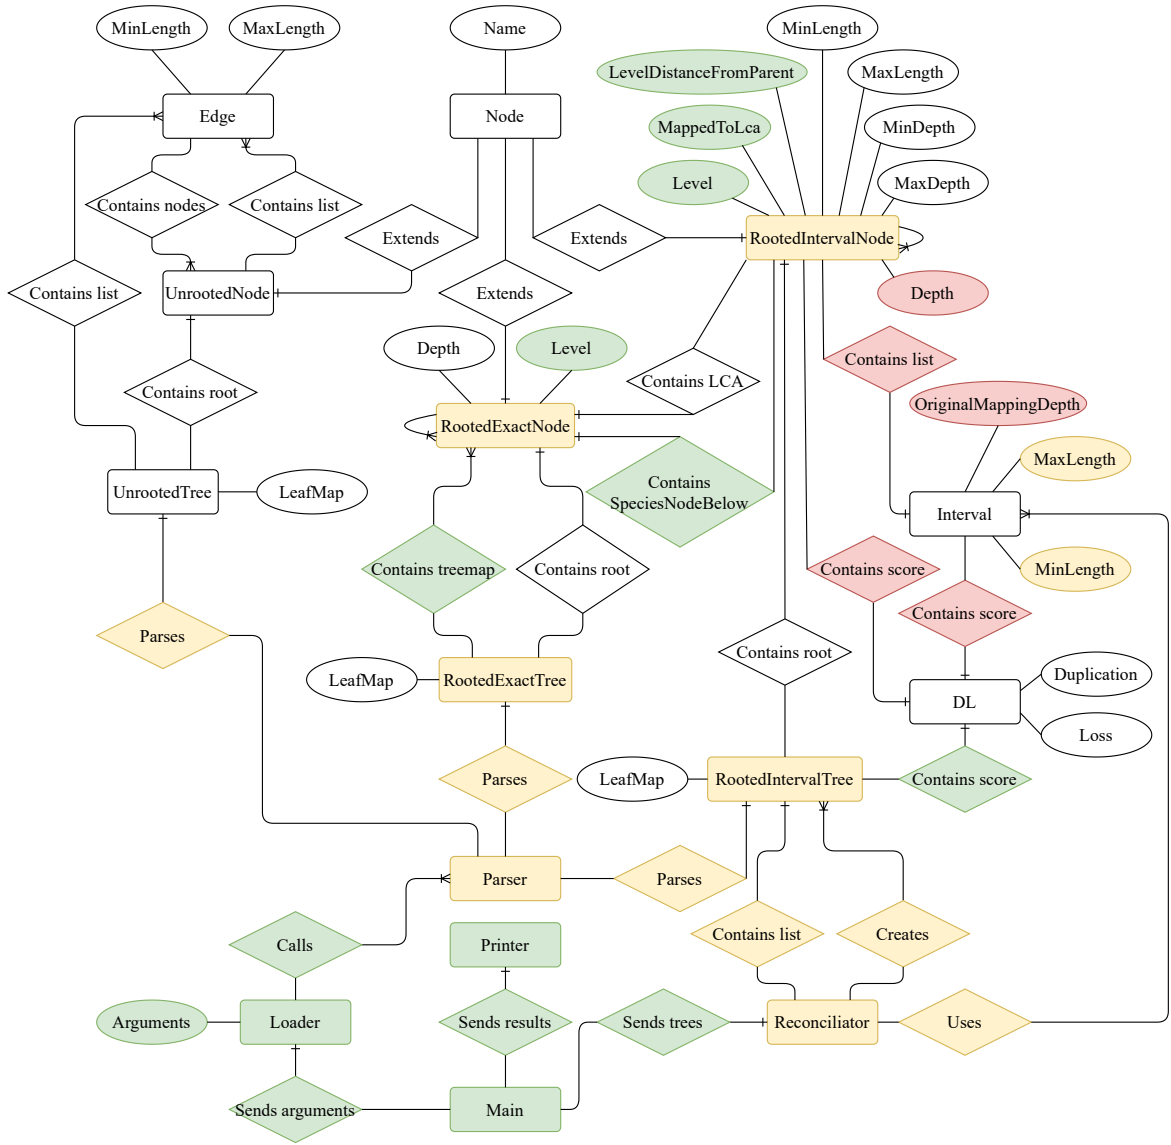 MinLength
MaxLength
Name
MinLength
LevelDistanceFromParent
MaxLength
Edge
Node
MappedToLca
MinDepth
Level
MaxDepth
Contains nodes
Contains list
Extends
Extends
RootedIntervalNode
Contains list
UnrootedNode
Extends
Depth
Depth
Level
Contains list
Contains root
Contains LCA
OriginalMappingDepth
RootedExactNode
MaxLength
UnrootedTree
LeafMap
Contains
SpeciesNodeBelow
Interval
Contains treemap
Contains root
Contains score
MinLength
Contains score
Parses
Contains root
LeafMap
RootedExactTree
Duplication
DL
Loss
Parses
LeafMap
RootedIntervalTree
Contains score
Parser
Parses
Calls
Printer
Contains list
Creates
Arguments
Loader
Sends results
Sends trees
Reconciliator
Uses
Sends arguments
Main